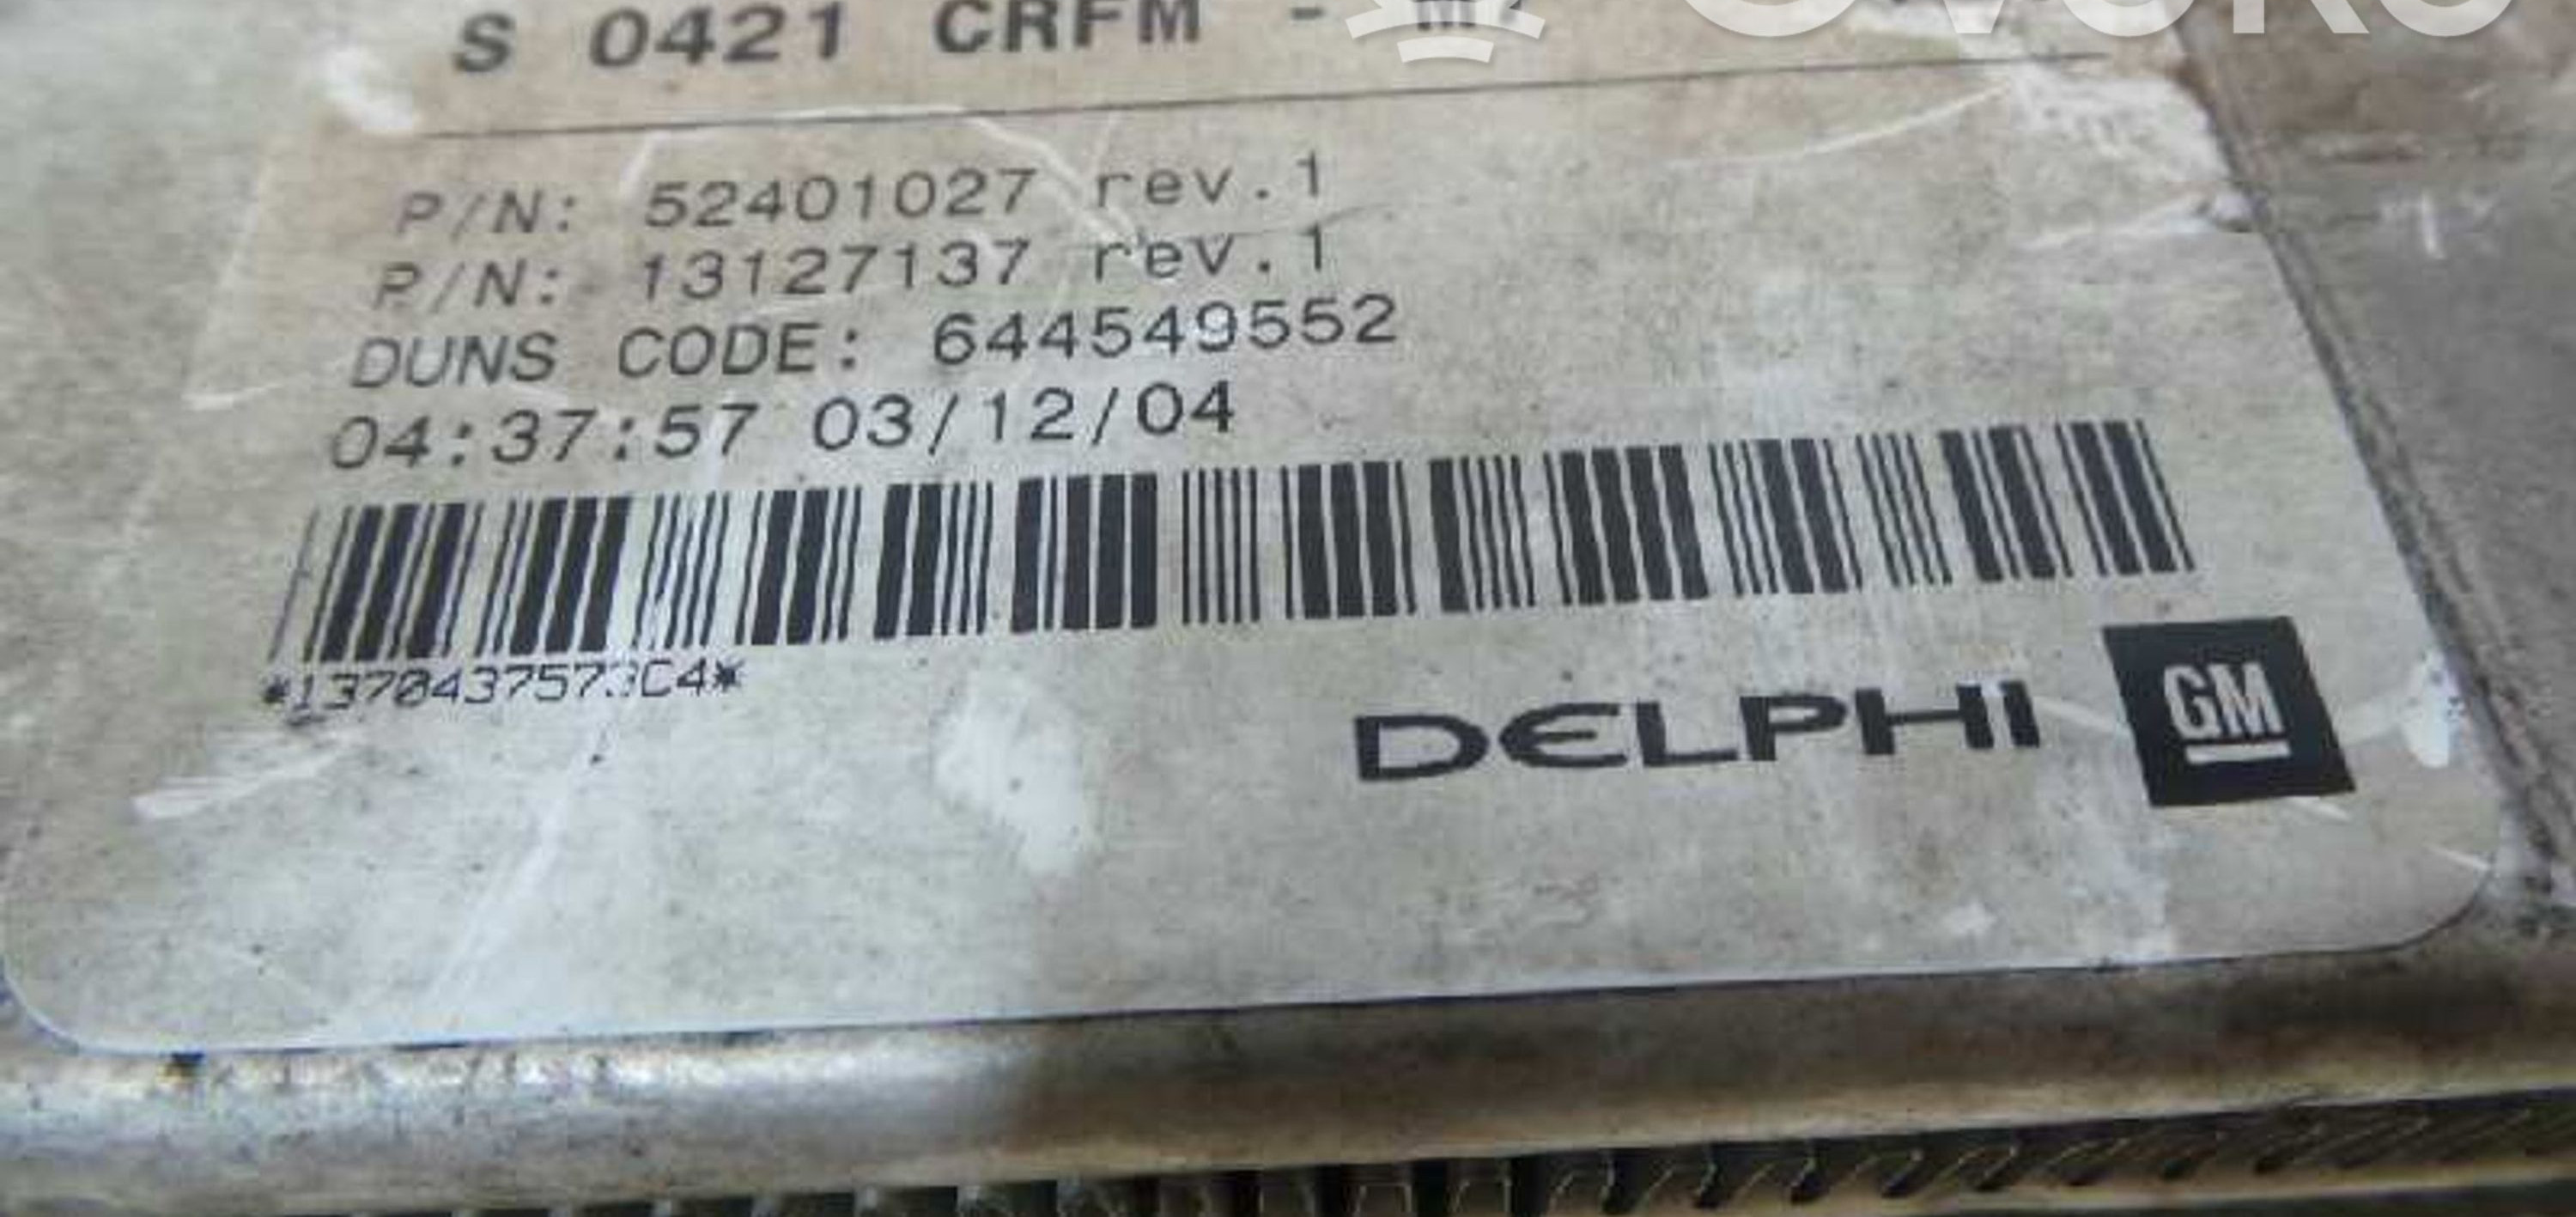 S 0421 CRFM -
P/N: 52401027 rev.1
P/N: 13127137 rev.1
DUNS CODE: 644549552
04:37:57 03/12/04
DELPHI
GM